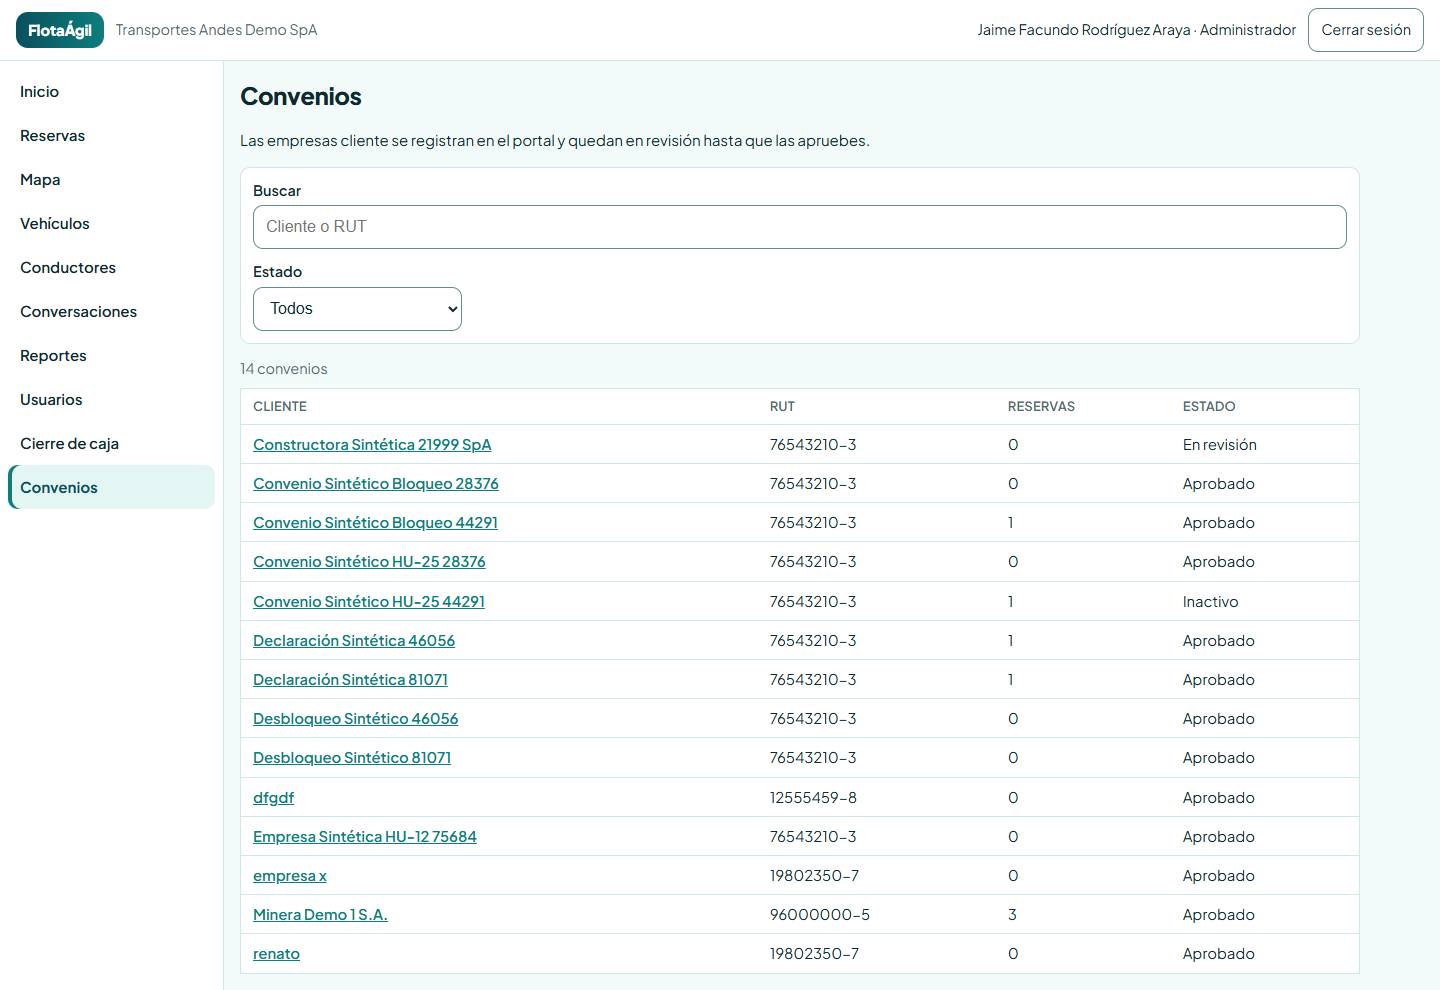 FlotaÁgil Transportes Andes Demo SpA Jaime Facundo Rodríguez Araya · Administrador Cerrar sesión
Inicio
Reservas
Mapa
Vehículos
Conductores
Conversaciones
Reportes
Usuarios
Cierre de caja
Convenios
Convenios
Las empresas cliente se registran en el portal y quedan en revisión hasta que las apruebes.
Buscar
Cliente o RUT
Estado
Todos
14 convenios
CLIENTE RUT RESERVAS ESTADO
Constructora Sintética 21999 SpA 76543210-3 0 En revisión
Convenio Sintético Bloqueo 28376 76543210-3 0 Aprobado
Convenio Sintético Bloqueo 44291 76543210-3 1 Aprobado
Convenio Sintético HU-25 28376 76543210-3 0 Aprobado
Convenio Sintético HU-25 44291 76543210-3 1 Inactivo
Declaración Sintética 46056 76543210-3 1 Aprobado
Declaración Sintética 81071 76543210-3 1 Aprobado
Desbloqueo Sintético 46056 76543210-3 0 Aprobado
Desbloqueo Sintético 81071 76543210-3 0 Aprobado
dfgdf 12555459-8 0 Aprobado
Empresa Sintética HU-12 75684 76543210-3 0 Aprobado
empresa x 19802350-7 0 Aprobado
Minera Demo 1 S.A. 96000000-5 3 Aprobado
renato 19802350-7 0 Aprobado